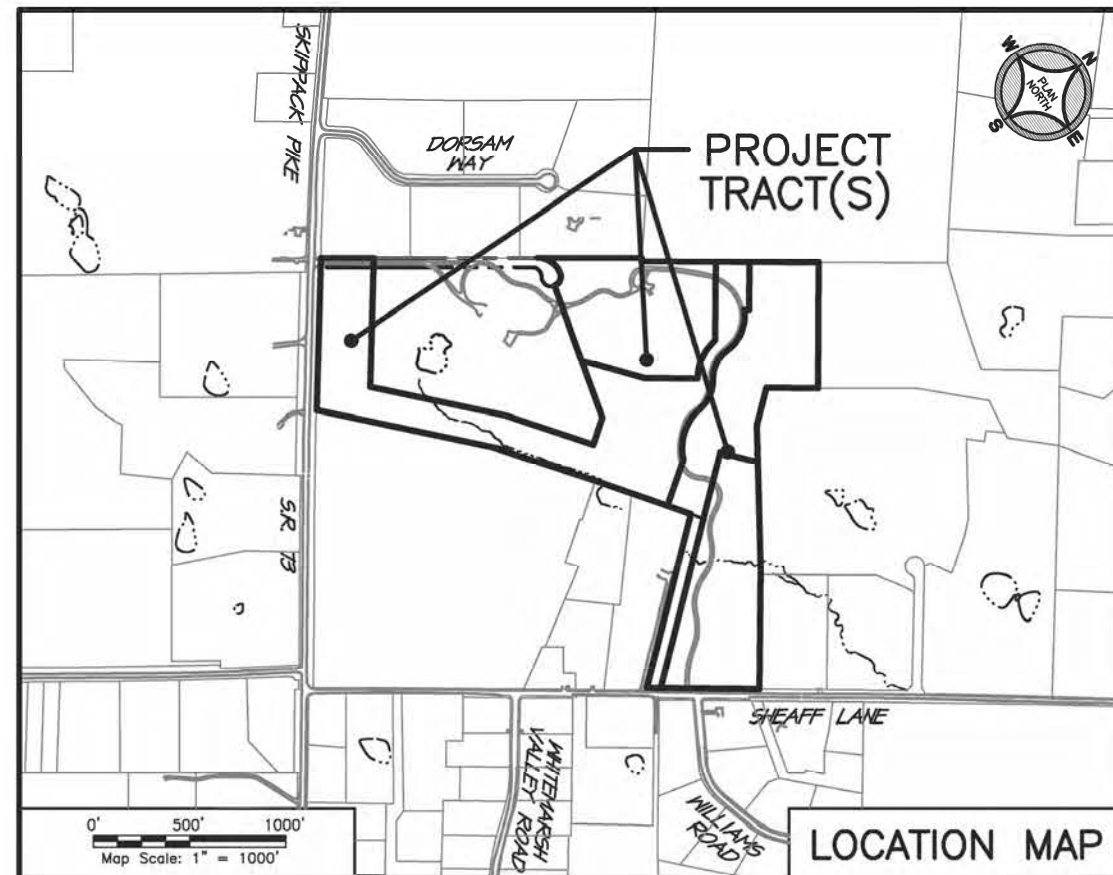 SKIPPACK PIKE
W
N
S
E
PLAN
NORTH
DORSAM
WAY
PROJECT
TRACT(S)
S.R. 73
SHEAFF LANE
WHITEMARSH
VALLEY ROAD
WILLIAMS
ROAD
0' 500' 1000'
Map Scale: 1" = 1000'
LOCATION MAP